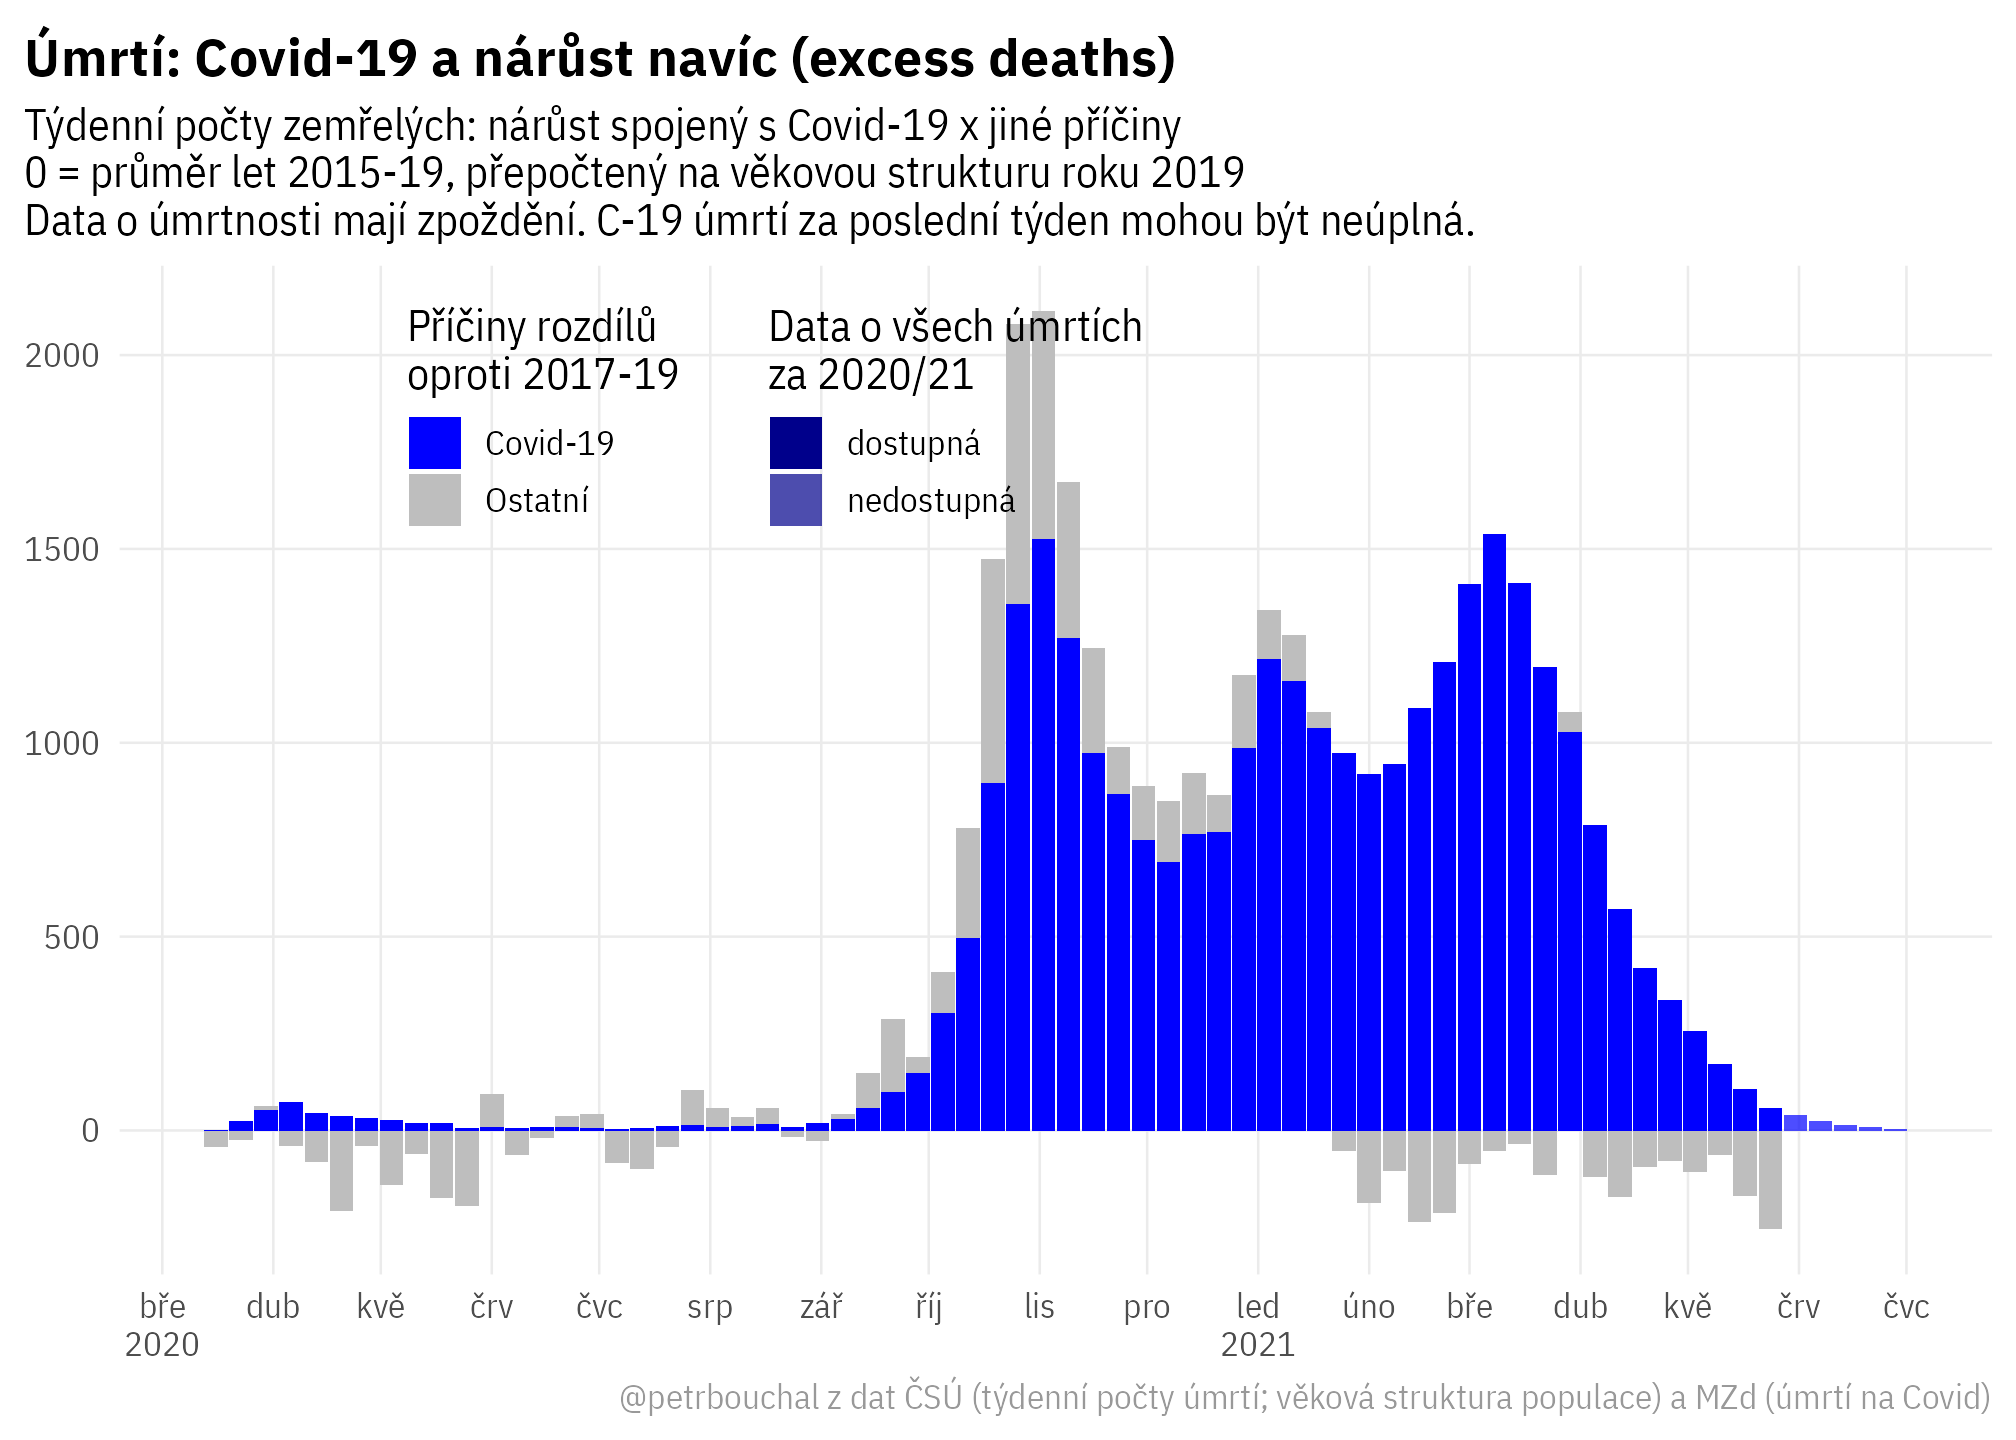 Úmrtí: Covid-19 a nárůst navíc (excess deaths)
Týdenní počty zemřelých: nárůst spojený s Covid-19 x jiné příčiny
0 = průměr let 2015-19, přepočtený na věkovou strukturu roku 2019
Data o úmrtnosti mají zpoždění. C-19 úmrtí za poslední týden mohou být neúplná.
Příčiny rozdílů
oproti 2017-19
Covid-19
Ostatní
Data o všech úmrtích
za 2020/21
dostupná
nedostupná
2000
1500
1000
500
0
bře dub kvě črv čvc srp zář říj lis pro led úno bře dub kvě črv čvc
2020 2021
@petrbouchal z dat ČSÚ (týdenní počty úmrtí; věková struktura populace) a MZd (úmrtí na Covid)